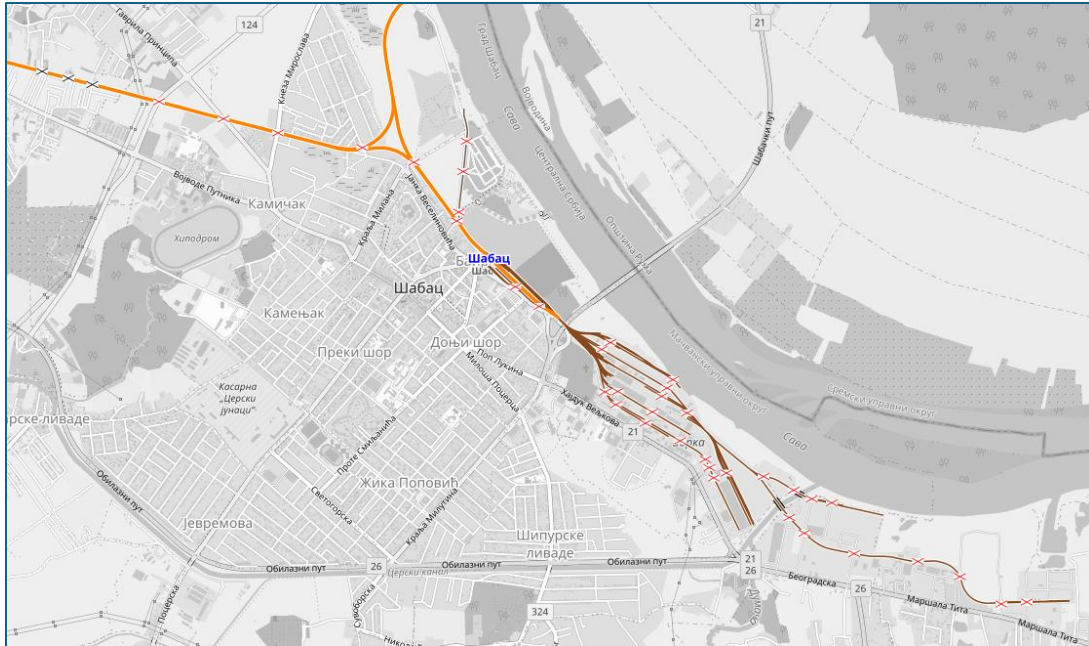 Гаврила Принципа
124
Кнеза Мирослава
Град Шабац
Сава
Војводина
Централна Србија
21
Шабачки пут
Општина Рума
Војводе Путника
Камичак
Краља Милана
Јанка Веселиновића
Хиподром
Шабац
Шабац
Камењак
Преки шор
Доњи шор
Поп Лукина
Милоша Поцерца
Мачвански управни округ
Сремски управни округ
Касарна
„Церски
јунаци“
Хајдук Вељкова
21
Сава
Проте Смиљанића
Обилазни пут
Жика Поповић
Светогорска
Краља Милутина
Јевремова
Шипурске
ливаде
Обилазни пут
26
Церски канал
Обилазни пут
21
26
Београдска
26
Маршала Тита
Маршала Тита
Поцерска
Суворборска
324